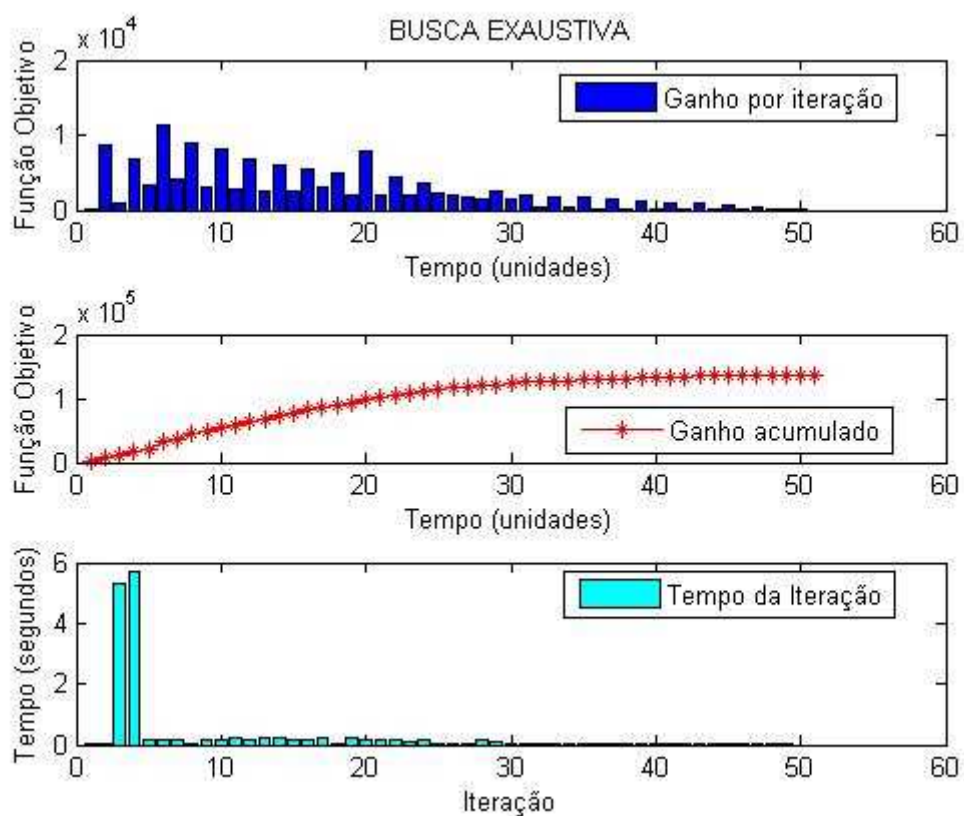 BUSCA EXAUSTIVA
x 10^4
Função Objetivo
2
1
0
Ganho por iteração
0 10 20 30 40 50 60
Tempo (unidades)
x 10^5
Função Objetivo
2
1
0
Ganho acumulado
0 10 20 30 40 50 60
Tempo (unidades)
Tempo (segundos)
6
4
2
0
Tempo da Iteração
0 10 20 30 40 50 60
Iteração